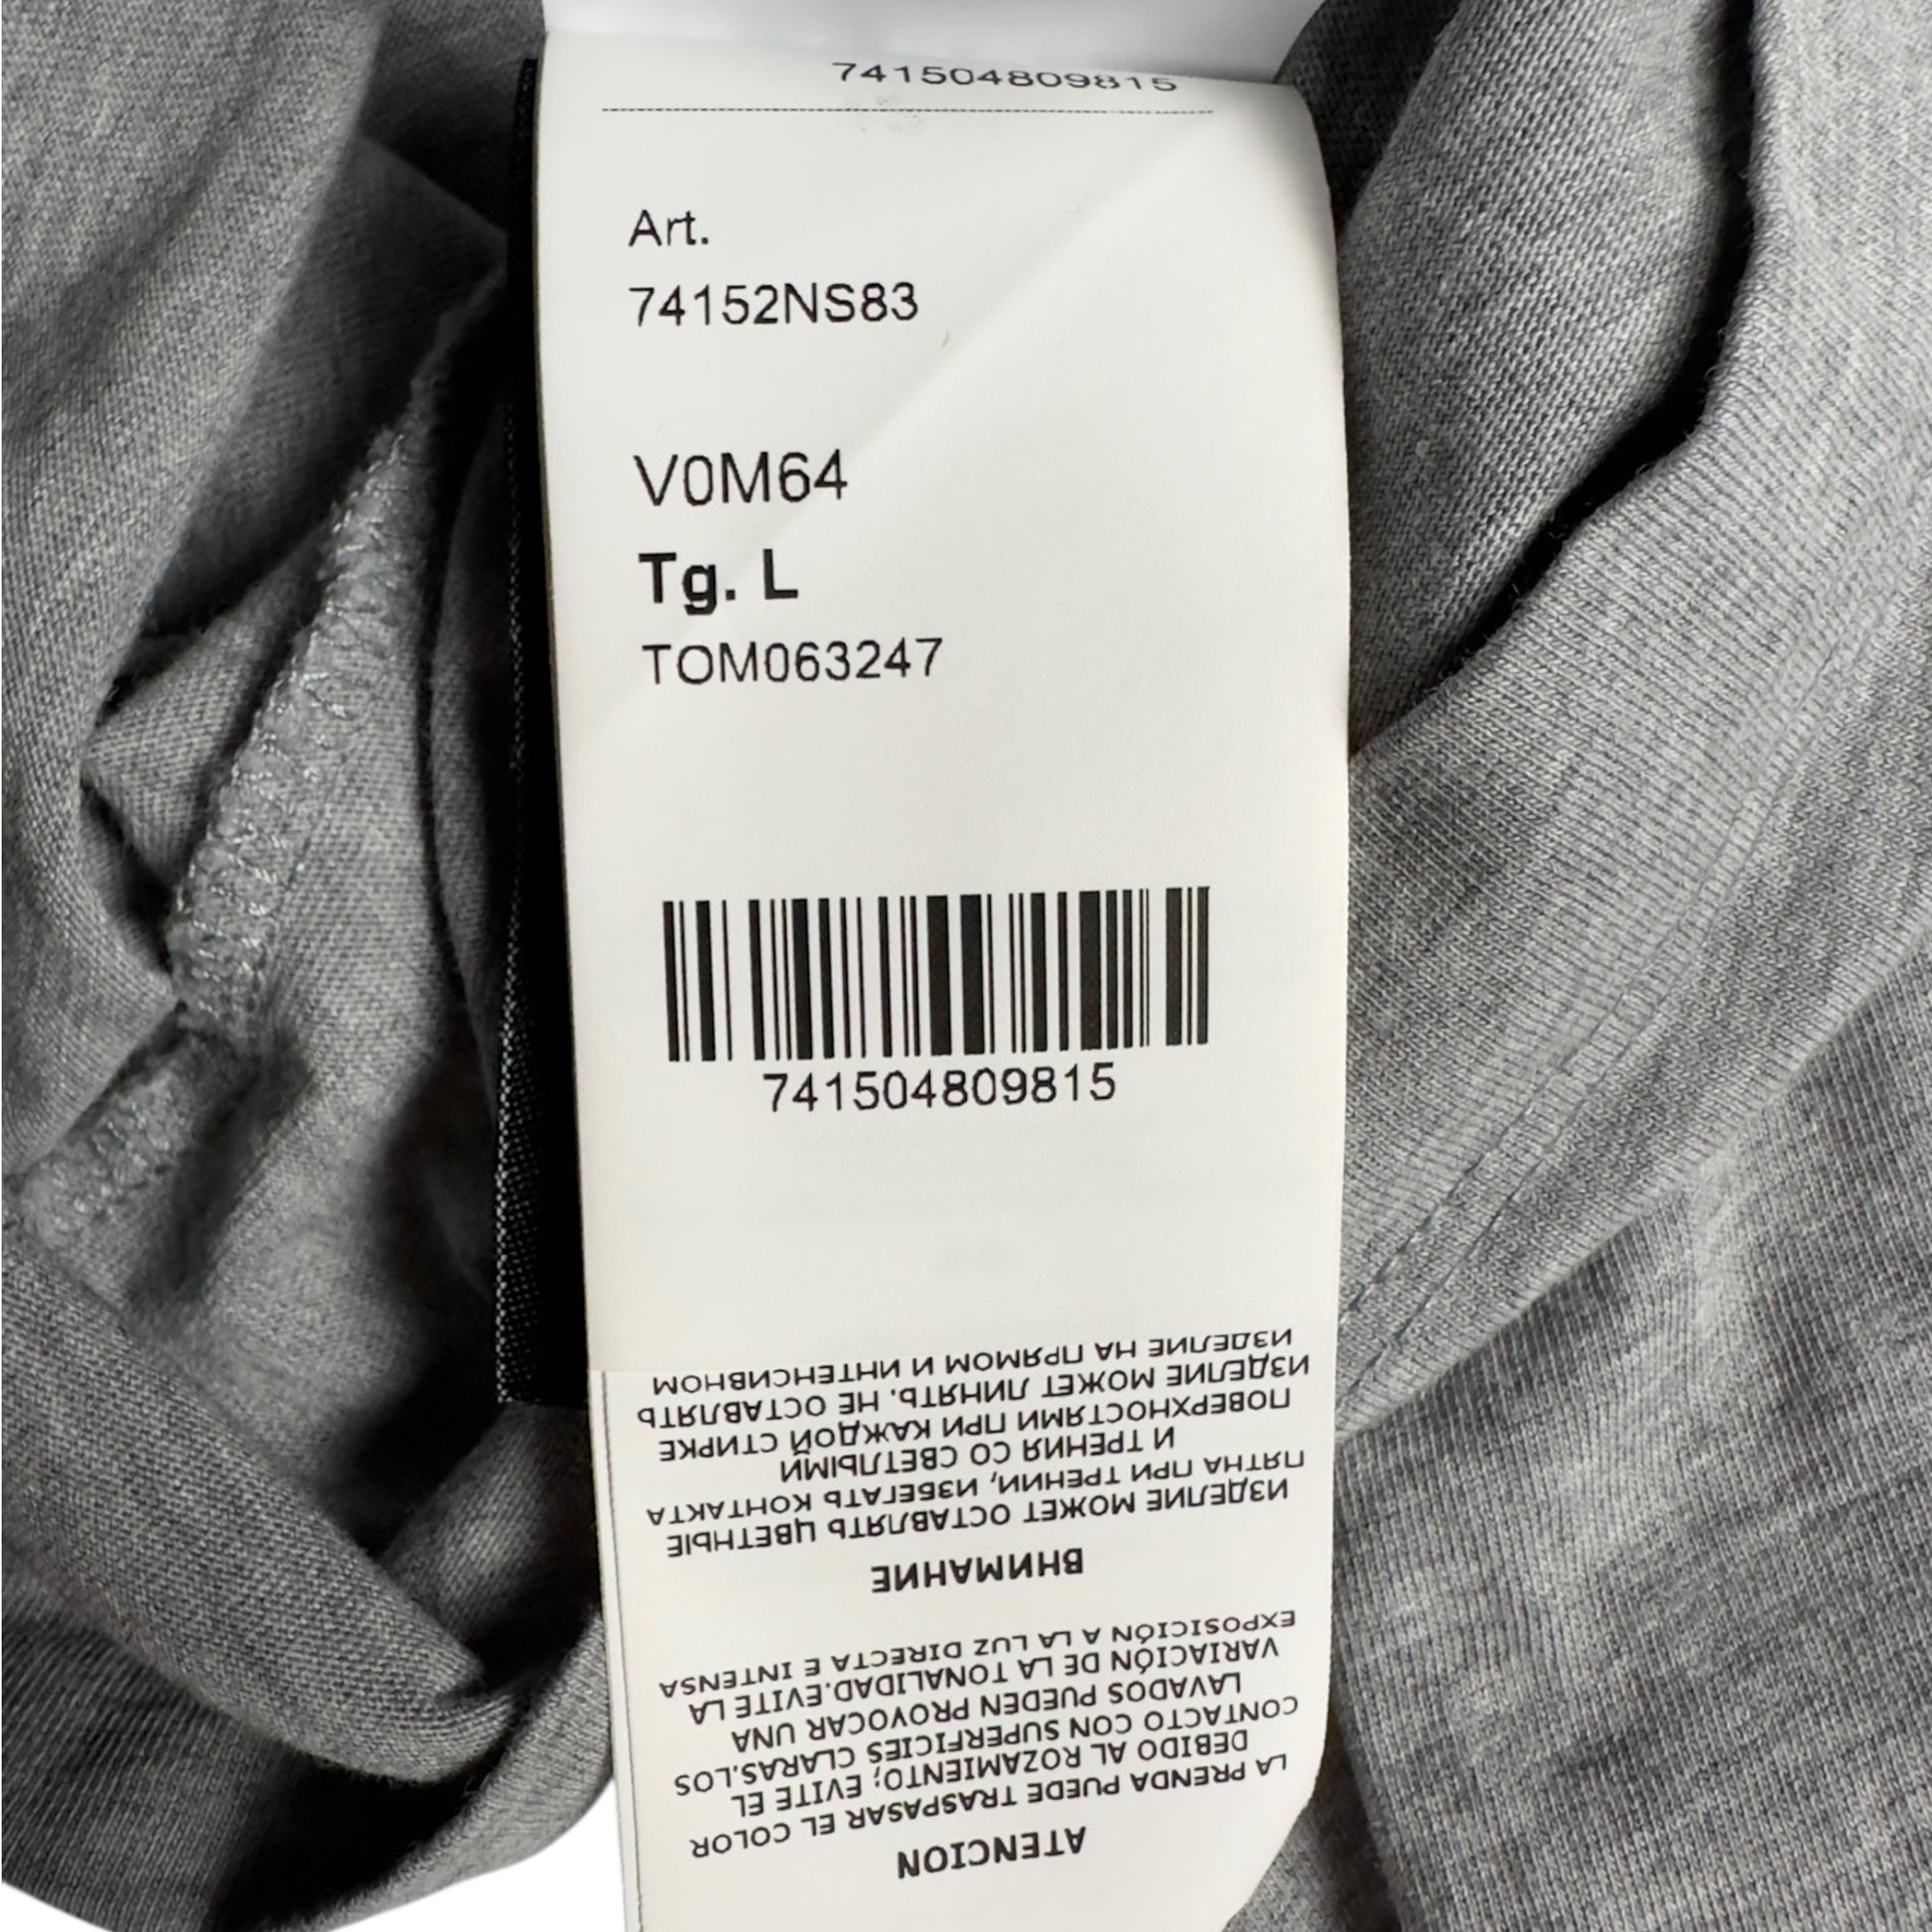 741504809815
Art.
74152NS83
V0M64
Tg. L
TOM063247
741504809815
ATENCION
LA PRENDA PUEDE TRASPASAR EL COLOR
DEBIDO AL ROZAMIENTO; EVITE EL
CONTACTO CON SUPERFICIES CLARAS.LOS
LAVADOS PUEDEN PROVOCAR UNA
VARIACIÓN DE LA TONALIDAD.EVITE LA
EXPOSICIÓN A LA LUZ DIRECTA E INTENSA
ВНИМАНИЕ
ИЗДЕЛИЕ МОЖЕТ ОСТАВЛЯТЬ ЦВЕТНЫЕ
ПЯТНА ПРИ ТРЕНИИ, ИЗБЕГАТЬ КОНТАКТА
И ТРЕНИЯ СО СВЕТЛЫМИ
ПОВЕРХНОСТЯМИ ПРИ КАЖДОЙ СТИРКЕ
ИЗДЕЛИЕ МОЖЕТ ЛИНЯТЬ. НЕ ОСТАВЛЯТЬ
ИЗДЕЛИЕ НА ПРЯМОМ И ИНТЕНСИВНОМ